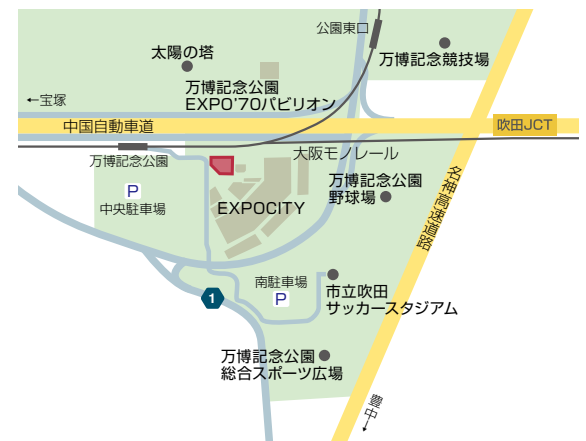 公園東口
太陽の塔
万博記念競技場
万博記念公園
EXPO'70パビリオン
←宝塚
中国自動車道
吹田JCT
万博記念公園
大阪モノレール
P
中央駐車場
万博記念公園
野球場
EXPOCITY
名神高速道路
南駐車場
P
1
市立吹田
サッカースタジアム
万博記念公園
総合スポーツ広場
豊中→